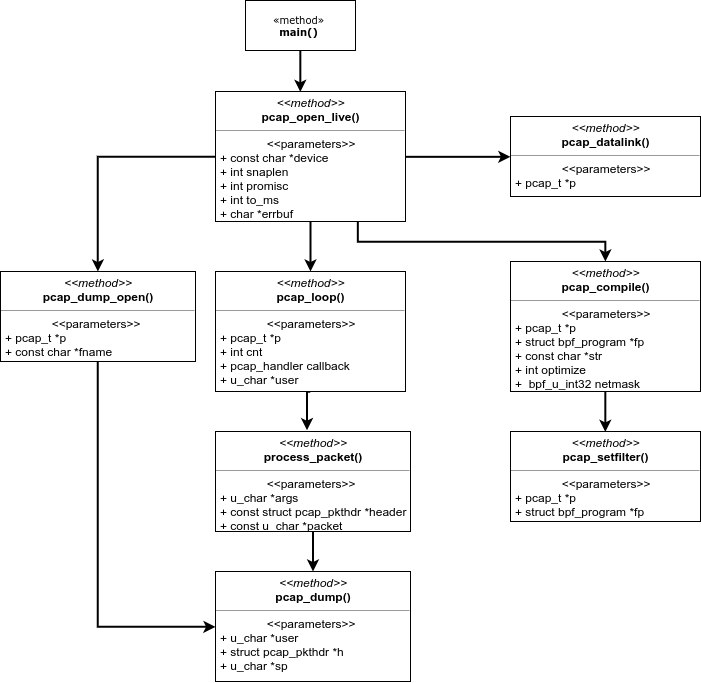 «method»
main()
<<method>>
pcap_open_live()
<<parameters>>
+ const char *device
+ int snaplen
+ int promisc
+ int to_ms
+ char *errbuf
<<method>>
pcap_datalink()
<<parameters>>
+ pcap_t *p
<<method>>
pcap_dump_open()
<<parameters>>
+ pcap_t *p
+ const char *fname
<<method>>
pcap_loop()
<<parameters>>
+ pcap_t *p
+ int cnt
+ pcap_handler callback
+ u_char *user
<<method>>
pcap_compile()
<<parameters>>
+ pcap_t *p
+ struct bpf_program *fp
+ const char *str
+ int optimize
+  bpf_u_int32 netmask
<<method>>
process_packet()
<<parameters>>
+ u_char *args
+ const struct pcap_pkthdr *header
+ const u_char *packet
<<method>>
pcap_setfilter()
<<parameters>>
+ pcap_t *p
+ struct bpf_program *fp
<<method>>
pcap_dump()
<<parameters>>
+ u_char *user
+ struct pcap_pkthdr *h
+ u_char *sp